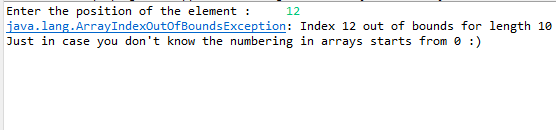 Enter the position of the element :     12
java.lang.ArrayIndexOutOfBoundsException: Index 12 out of bounds for length 10
Just in case you don't know the numbering in arrays starts from 0 :)